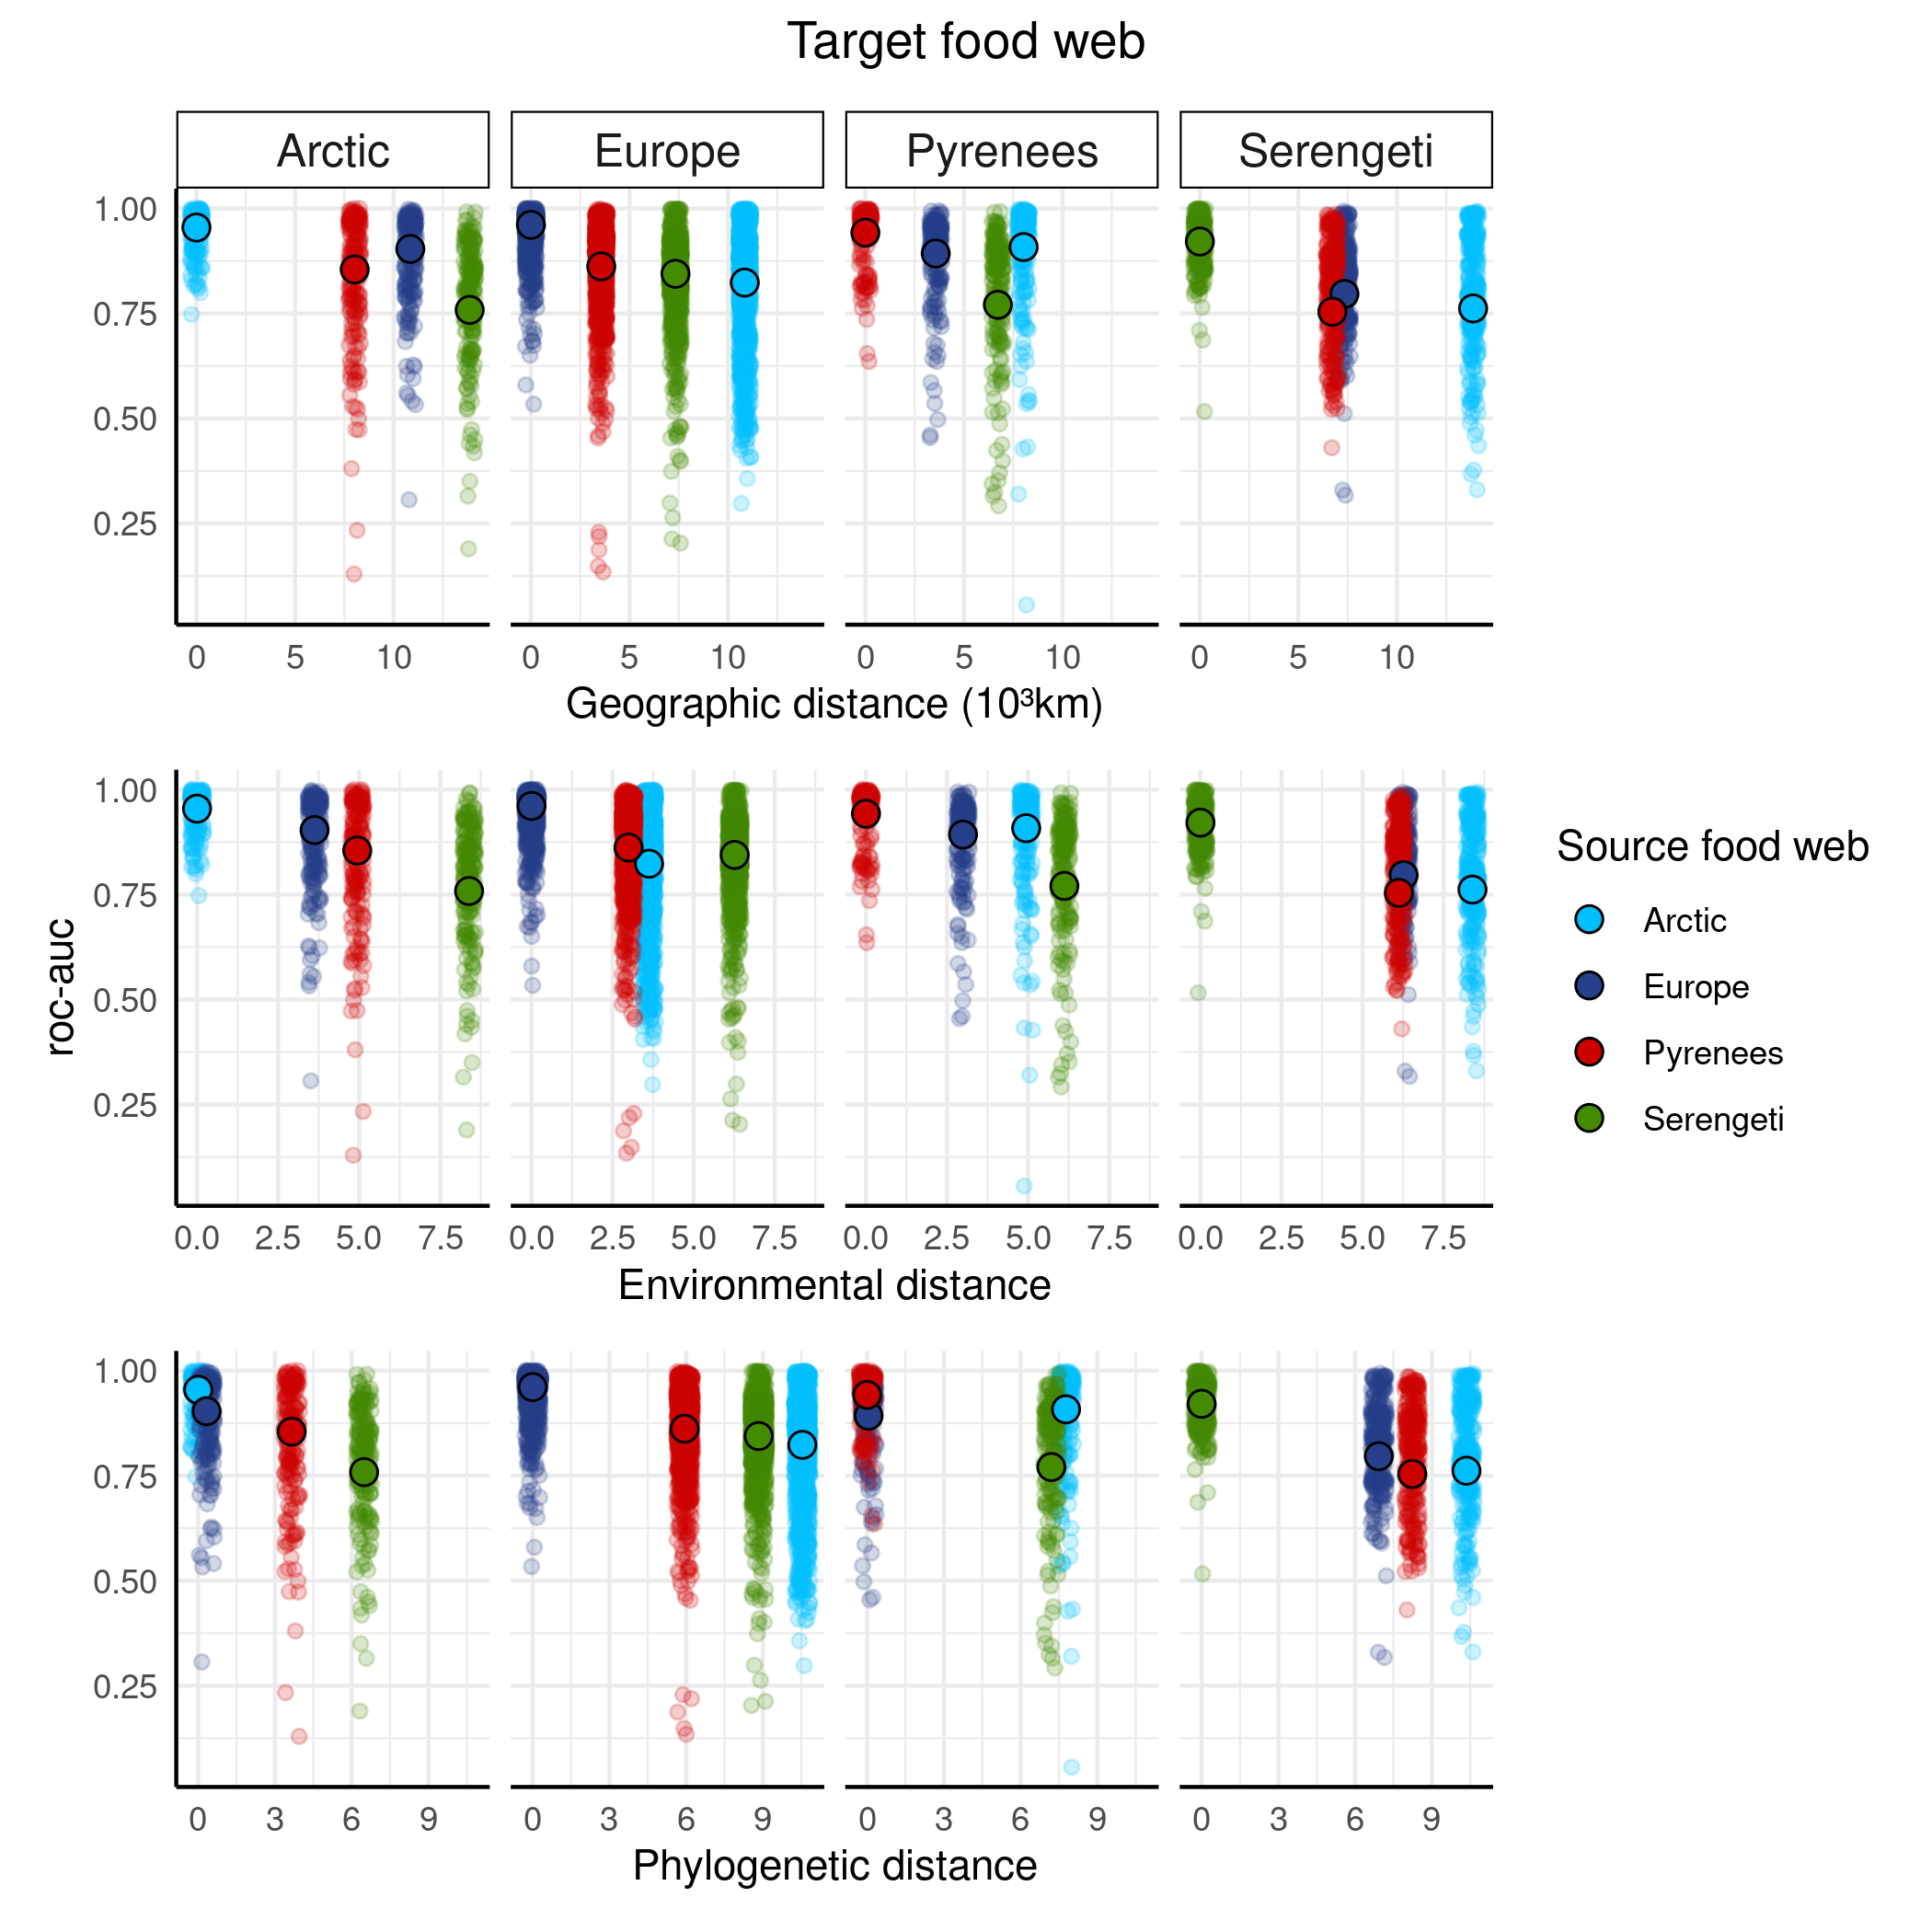 Target food web
Arctic Europe Pyrenees Serengeti
1.00
0.75
0.50
0.25
0 5 10 0 5 10 0 5 10 0 5 10
Geographic distance (10³km)
1.00
0.75
0.50
0.25
0.0 2.5 5.0 7.5 0.0 2.5 5.0 7.5 0.0 2.5 5.0 7.5 0.0 2.5 5.0 7.5
Environmental distance
roc-auc
1.00
0.75
0.50
0.25
0 3 6 9 0 3 6 9 0 3 6 9 0 3 6 9
Phylogenetic distance
Source food web
Arctic
Europe
Pyrenees
Serengeti